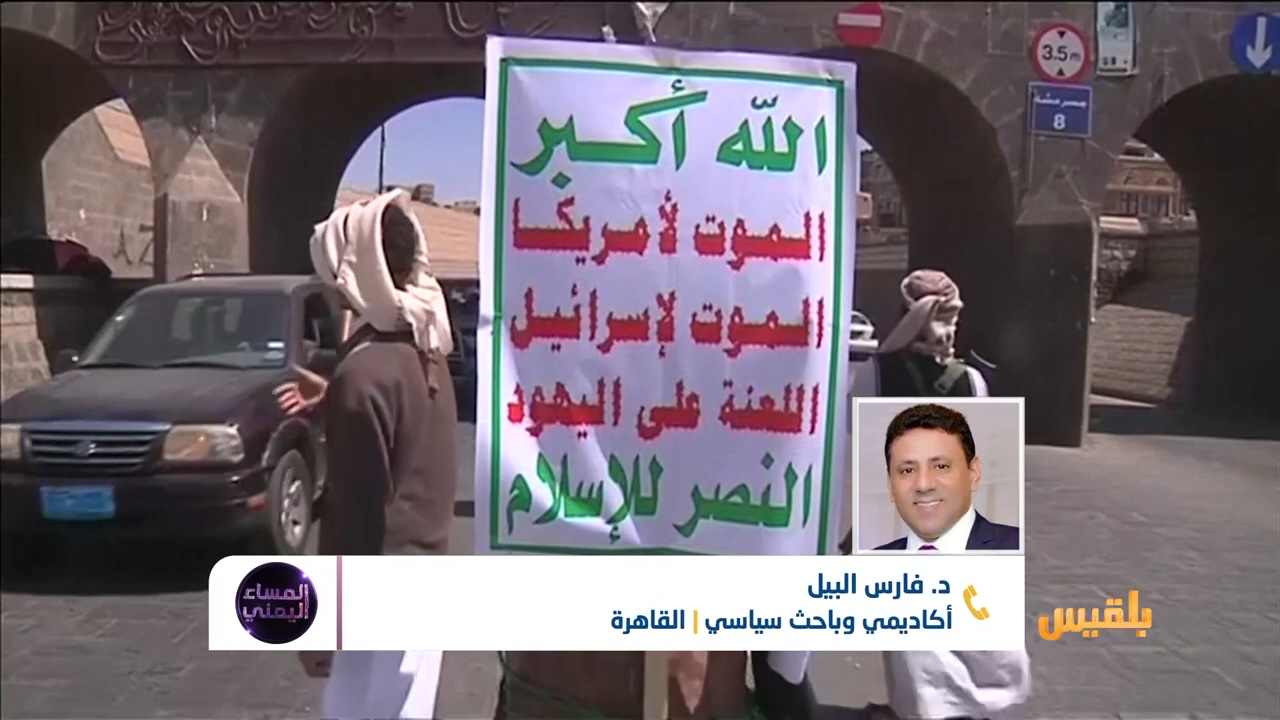 3.5m
8
الله أكبر
الموت لأمريكا
الموت لإسرائيل
اللعنة على اليهود
النصر للإسلام
د. فارس البيل
أكاديمي وباحث سياسي | القاهرة
المساء
اليمني
بلقيس